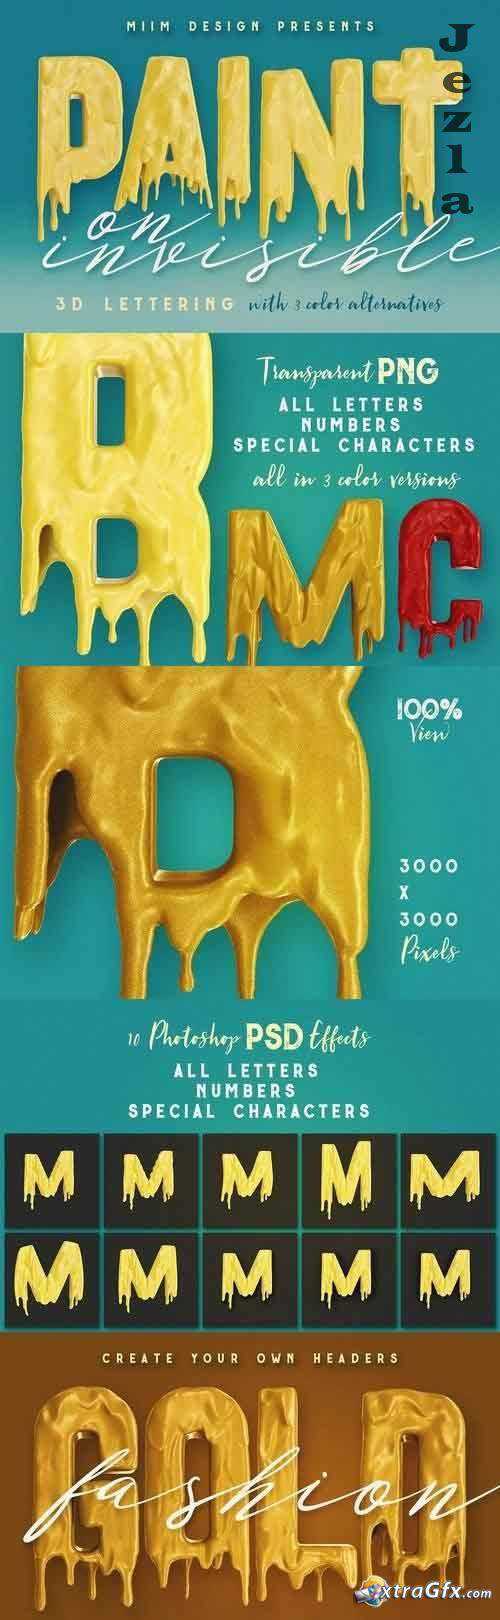 MIIM DESIGN PRESENTS
Jezla
PAINT
on
invisible
3D LETTERING with 3 color alternatives
Transparent PNG
ALL LETTERS
NUMBERS
SPECIAL CHARACTERS
all in 3 color versions
B M C
100%
View
3000
X
3000
Pixels
B
10 Photoshop PSD Effects
ALL LETTERS
NUMBERS
SPECIAL CHARACTERS
M M M M M
M M M M M
CREATE YOUR OWN HEADERS
GOLD
fashion
xtraGfx.com